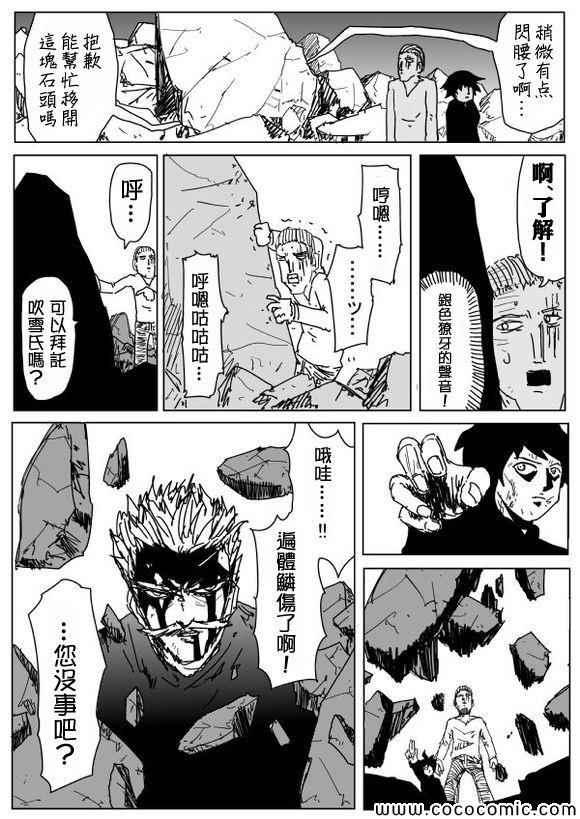 稍微有点
閃腰了啊…
抱歉
能幫忙移開
這塊石頭嗎
啊、了解！
銀色獠牙的聲音！
哼嗯…
……ッ…
呼嗯咕咕咕…
呼…
可以拜託
吹雪氏嗎？
哦哇……!!
遍體鱗傷了啊！
…您沒事吧？
www.cococomic.com